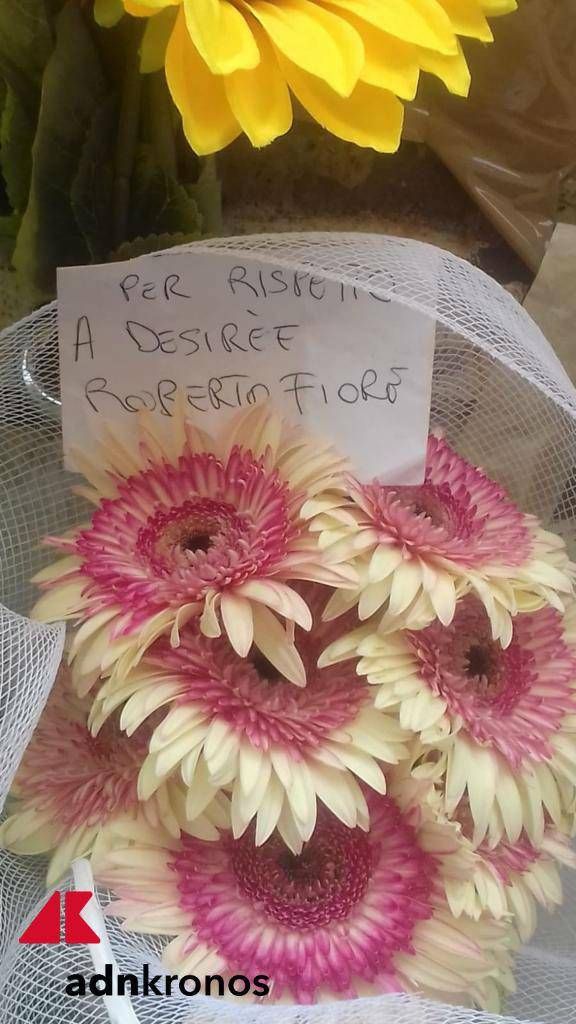 PER RISPETTO
A DESIRÈE
ROBERTO FIORE
adnkronos